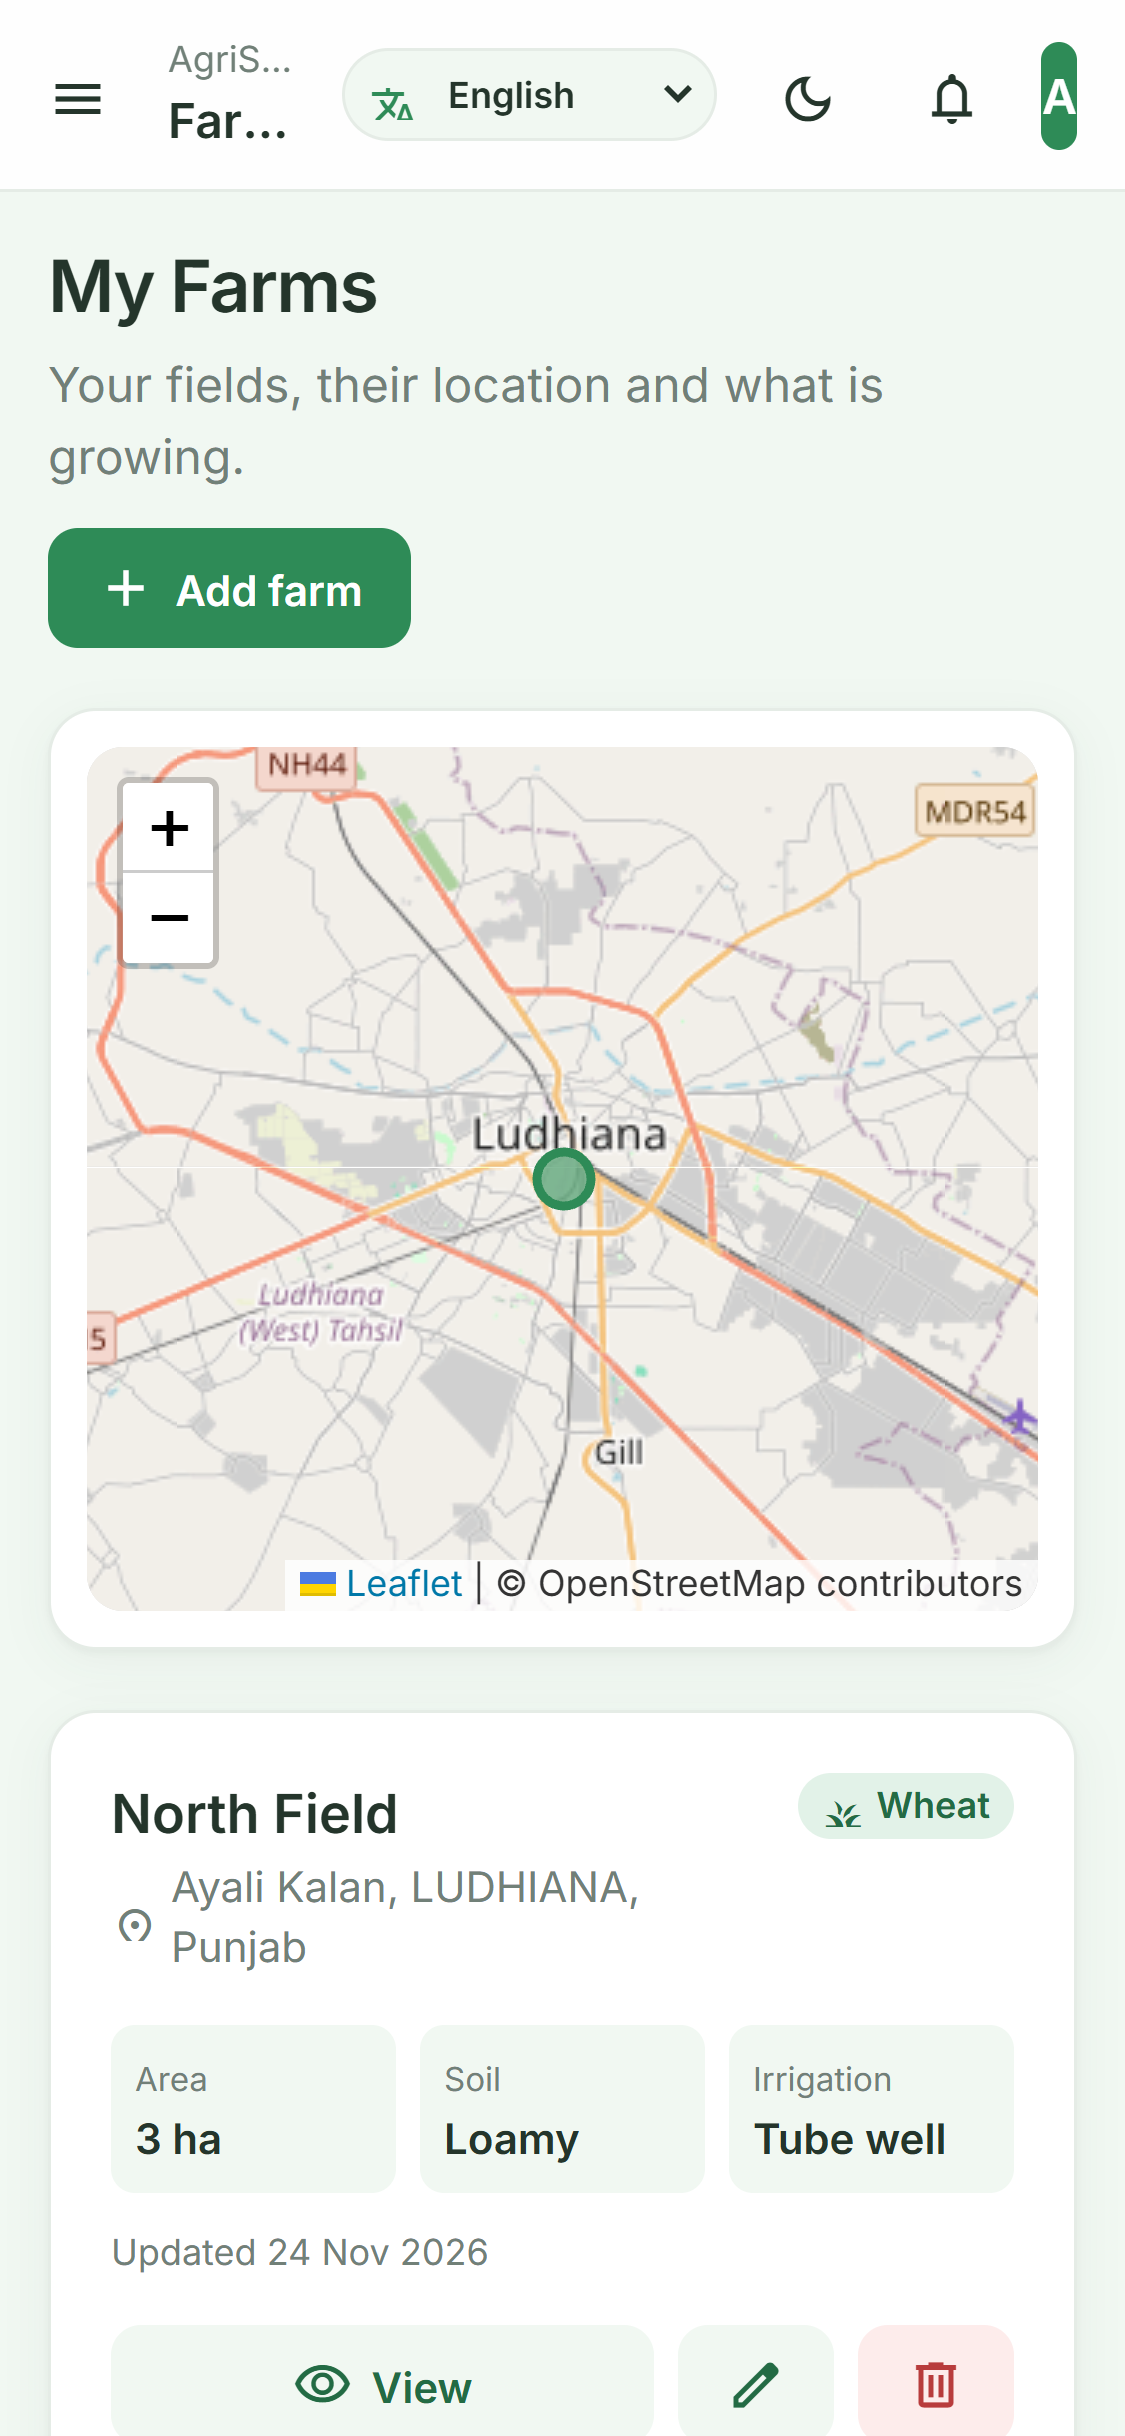 AgriS...
Far...
English
A
My Farms
Your fields, their location and what is
growing.
+ Add farm
NH44
MDR54
+
−
Ludhiana
Ludhiana
(West) Tahsil
5
Gill
Leaflet | © OpenStreetMap contributors
North Field
Wheat
Ayali Kalan, LUDHIANA,
Punjab
Area
3 ha
Soil
Loamy
Irrigation
Tube well
Updated 24 Nov 2026
View